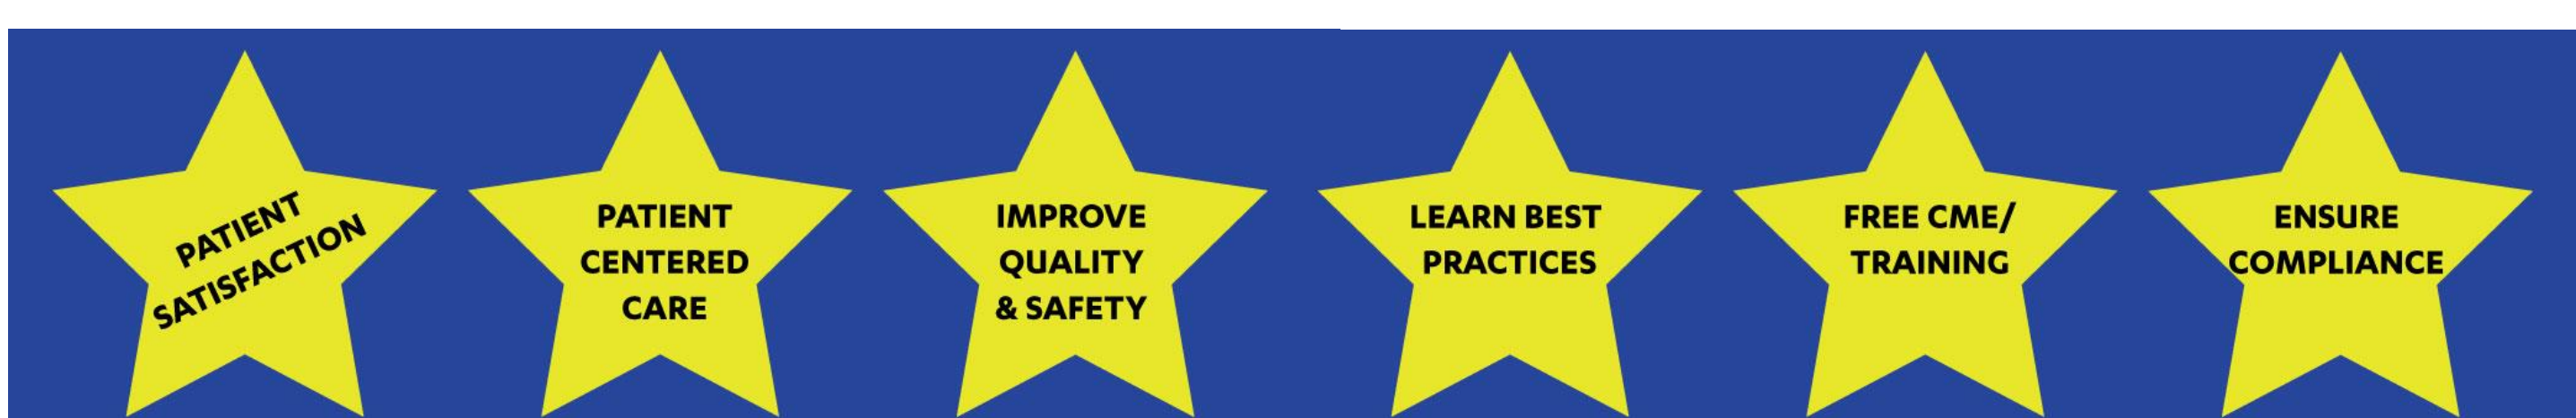 PATIENT
SATISFACTION
PATIENT
CENTERED
CARE
IMPROVE
QUALITY
& SAFETY
LEARN BEST
PRACTICES
FREE CME/
TRAINING
ENSURE
COMPLIANCE